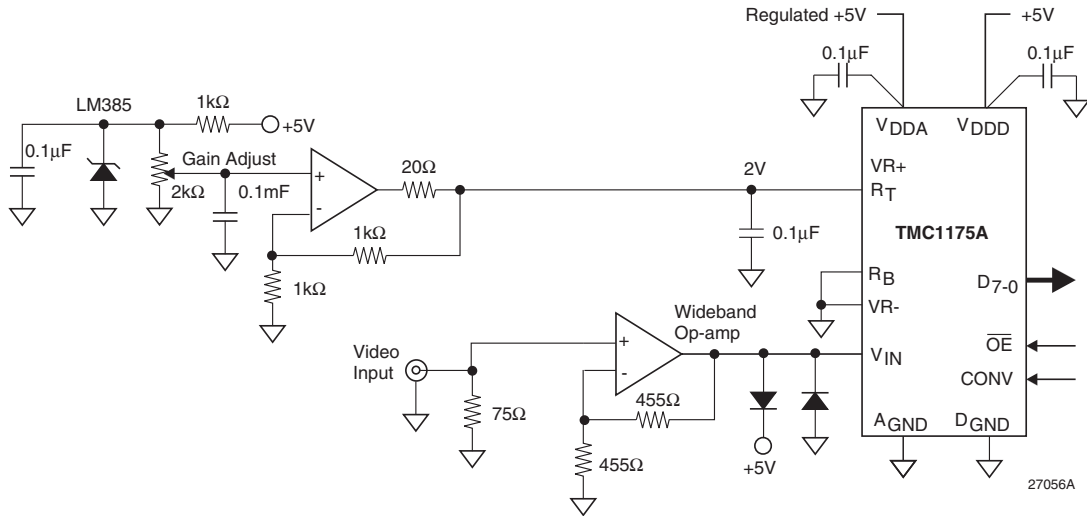 Regulated +5V
+5V
0.1µF
0.1µF
LM385
1kΩ
+5V
VDDA
VDDD
0.1µF
Gain Adjust
2kΩ
0.1mF
+
-
20Ω
2V
VR+
RT
1kΩ
0.1µF
TMC1175A
1kΩ
RB
VR-
D7-0
Wideband
Op-amp
Video
Input
+
-
VIN
OE
CONV
75Ω
455Ω
455Ω
+5V
AGND
DGND
27056A